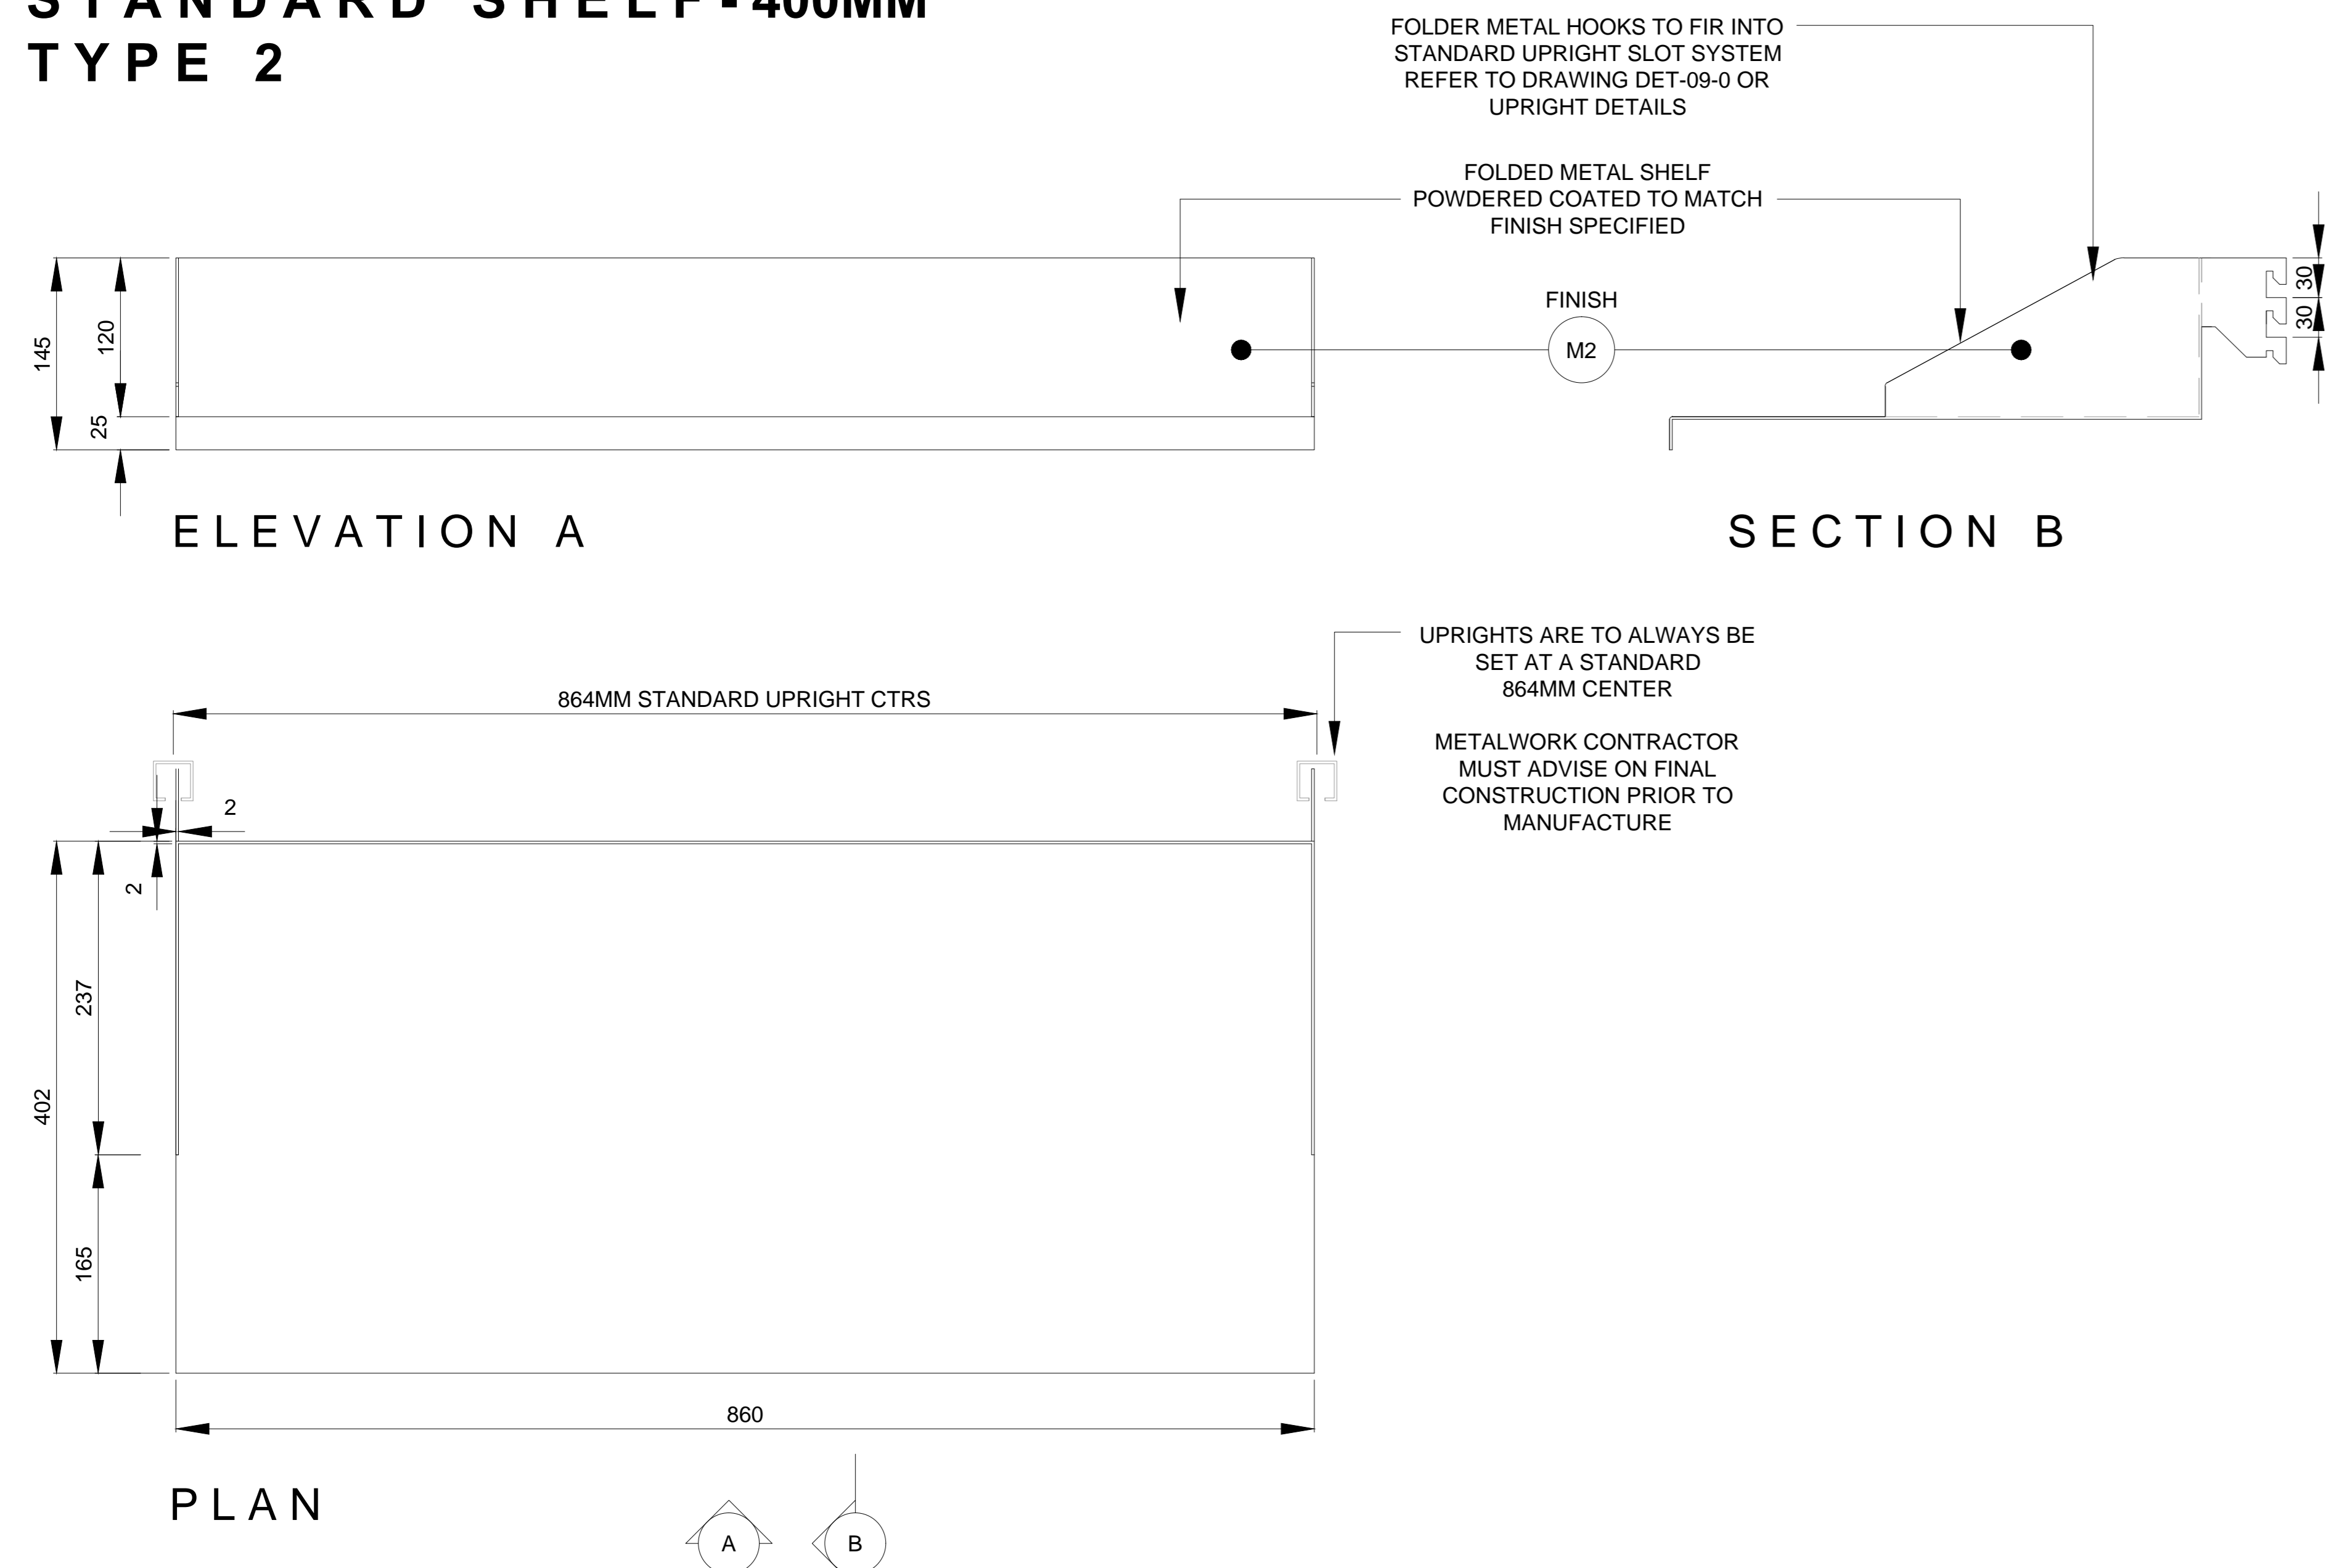 STANDARD SHELF-400MM
TYPE 2
FOLDER METAL HOOKS TO FIR INTO
STANDARD UPRIGHT SLOT SYSTEM
REFER TO DRAWING DET-09-0 OR
UPRIGHT DETAILS
FOLDED METAL SHELF
POWDERED COATED TO MATCH
FINISH SPECIFIED
FINISH
M2
145
120
25
30
30
ELEVATION A
SECTION B
UPRIGHTS ARE TO ALWAYS BE
SET AT A STANDARD
864MM CENTER
METALWORK CONTRACTOR
MUST ADVISE ON FINAL
CONSTRUCTION PRIOR TO
MANUFACTURE
864MM STANDARD UPRIGHT CTRS
2
2
237
402
165
860
PLAN
A
B